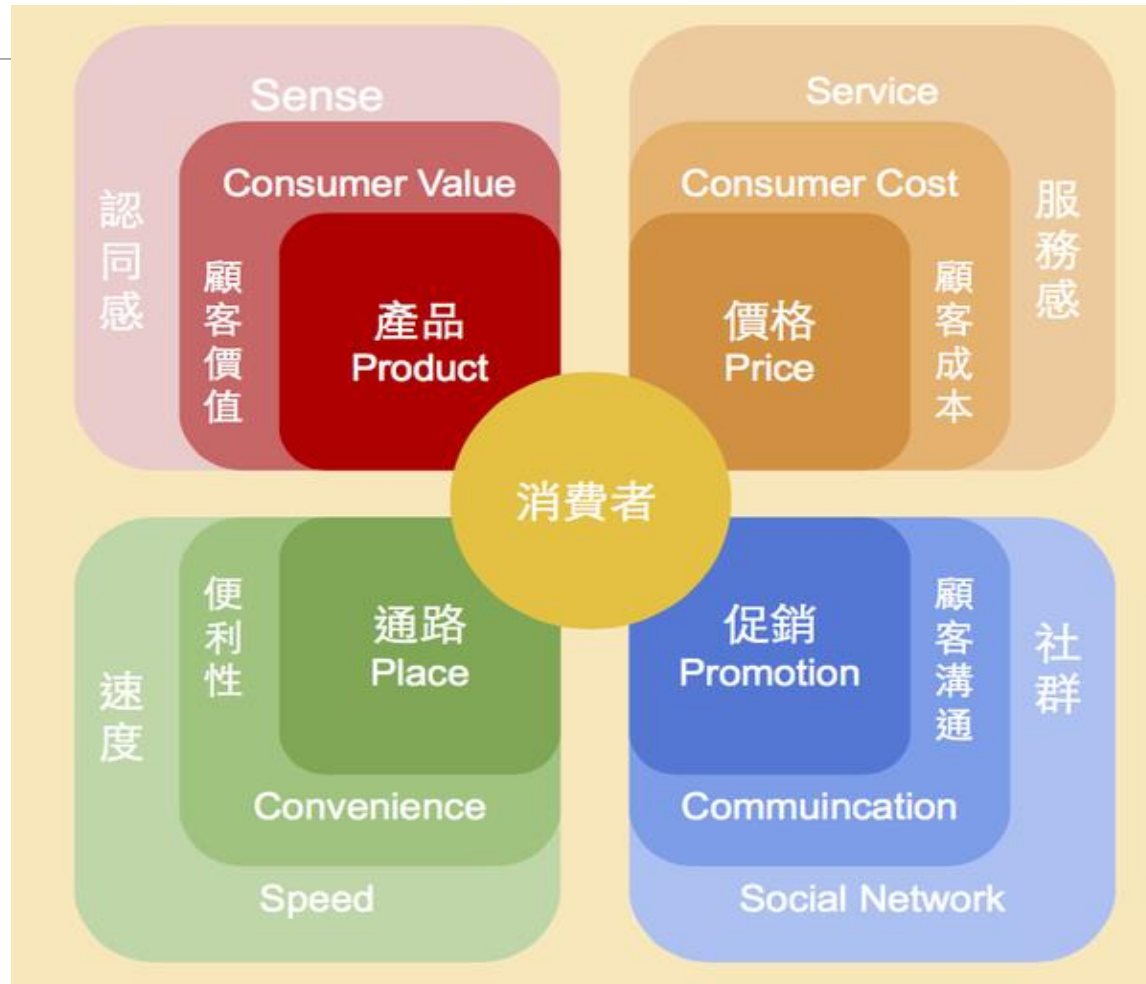 Sense
認同感
Consumer Value
顧客價值
產品
Product
Service
服務感
Consumer Cost
顧客成本
價格
Price
消費者
速度
便利性
通路
Place
Convenience
Speed
促銷
Promotion
顧客溝通
社群
Commuincation
Social Network